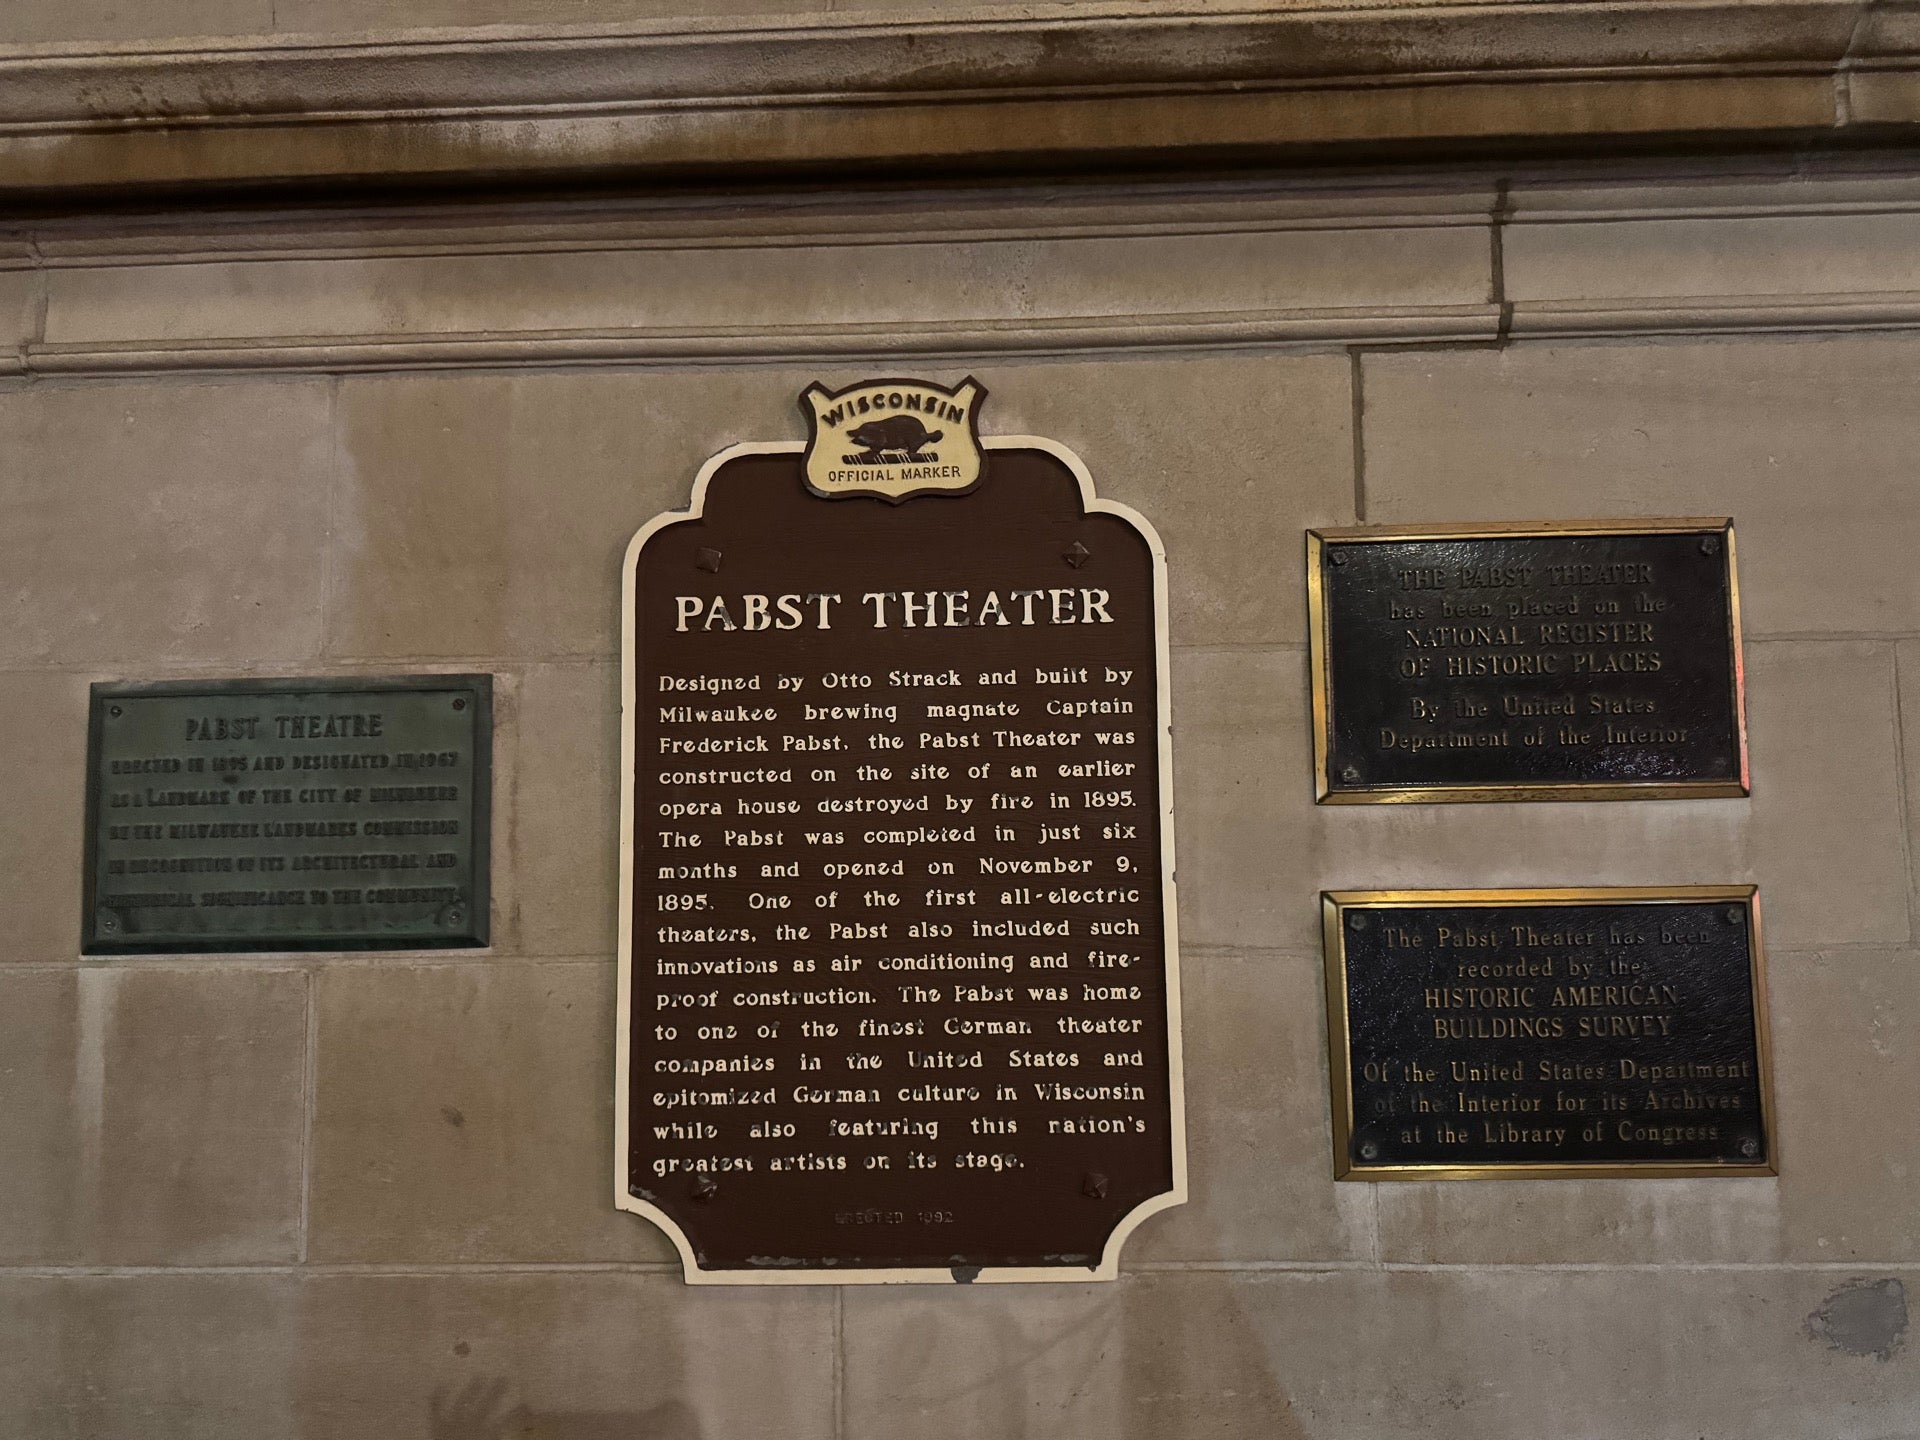 PABST THEATRE
ERECTED IN 1895 AND DESIGNATED IN 1967
AS A LANDMARK OF THE CITY OF MILWAUKEE
BY THE MILWAUKEE LANDMARKS COMMISSION
IN RECOGNITION OF ITS ARCHITECTURAL AND
HISTORICAL SIGNIFICANCE TO THE COMMUNITY
WISCONSIN
OFFICIAL MARKER
PABST THEATER
Designed by Otto Strack and built by
Milwaukee brewing magnate Captain
Frederick Pabst, the Pabst Theater was
constructed on the site of an earlier
opera house destroyed by fire in 1895.
The Pabst was completed in just six
months and opened on November 9,
1895. One of the first all-electric
theaters, the Pabst also included such
innovations as air conditioning and fire-
proof construction. The Pabst was home
to one of the finest German theater
companies in the United States and
epitomized German culture in Wisconsin
while also featuring this nation's
greatest artists on its stage.
ERECTED 1992
THE PABST THEATER
has been placed on the
NATIONAL REGISTER
OF HISTORIC PLACES
By the United States
Department of the Interior
The Pabst Theater has been
recorded by the
HISTORIC AMERICAN
BUILDINGS SURVEY
Of the United States Department
of the Interior for its Archives
at the Library of Congress